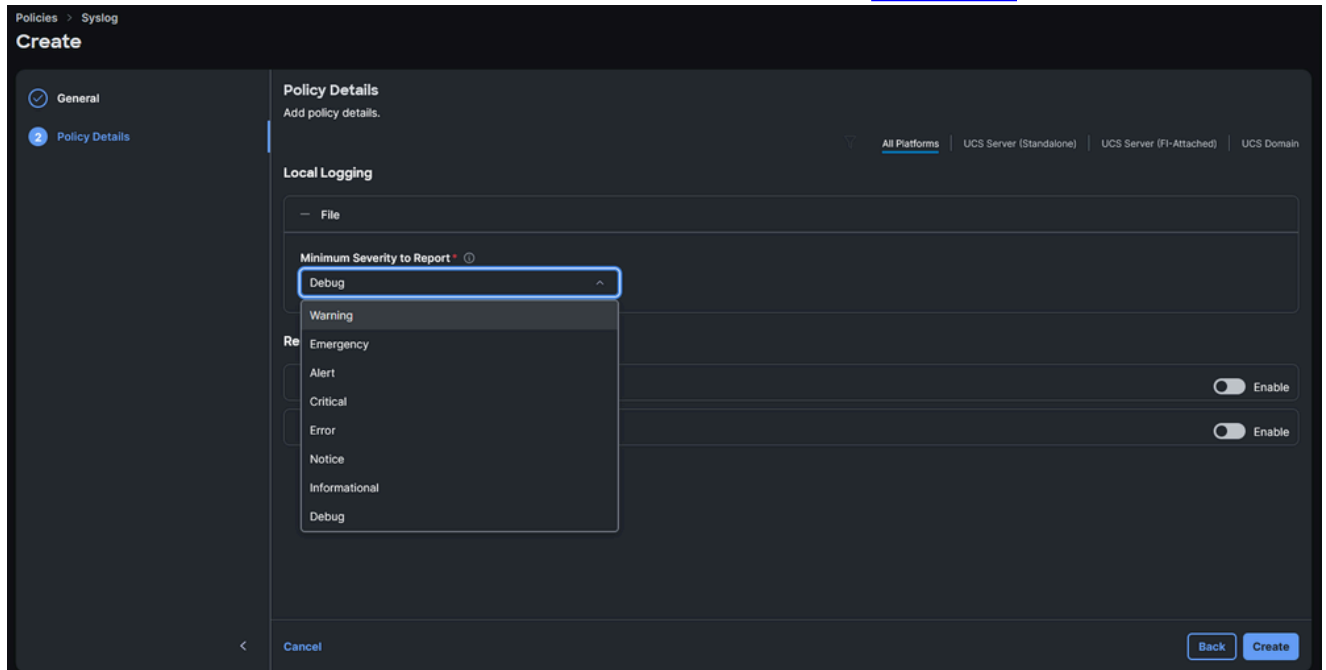 Policies > Syslog
Create
General
2 Policy Details
Policy Details
Add policy details.
All Platforms | UCS Server (Standalone) | UCS Server (FI-Attached) | UCS Domain
Local Logging
File
Minimum Severity to Report *
Debug
Warning
Re
Emergency
Alert
Enable
Critical
Error
Enable
Notice
Informational
Debug
Cancel
Back
Create